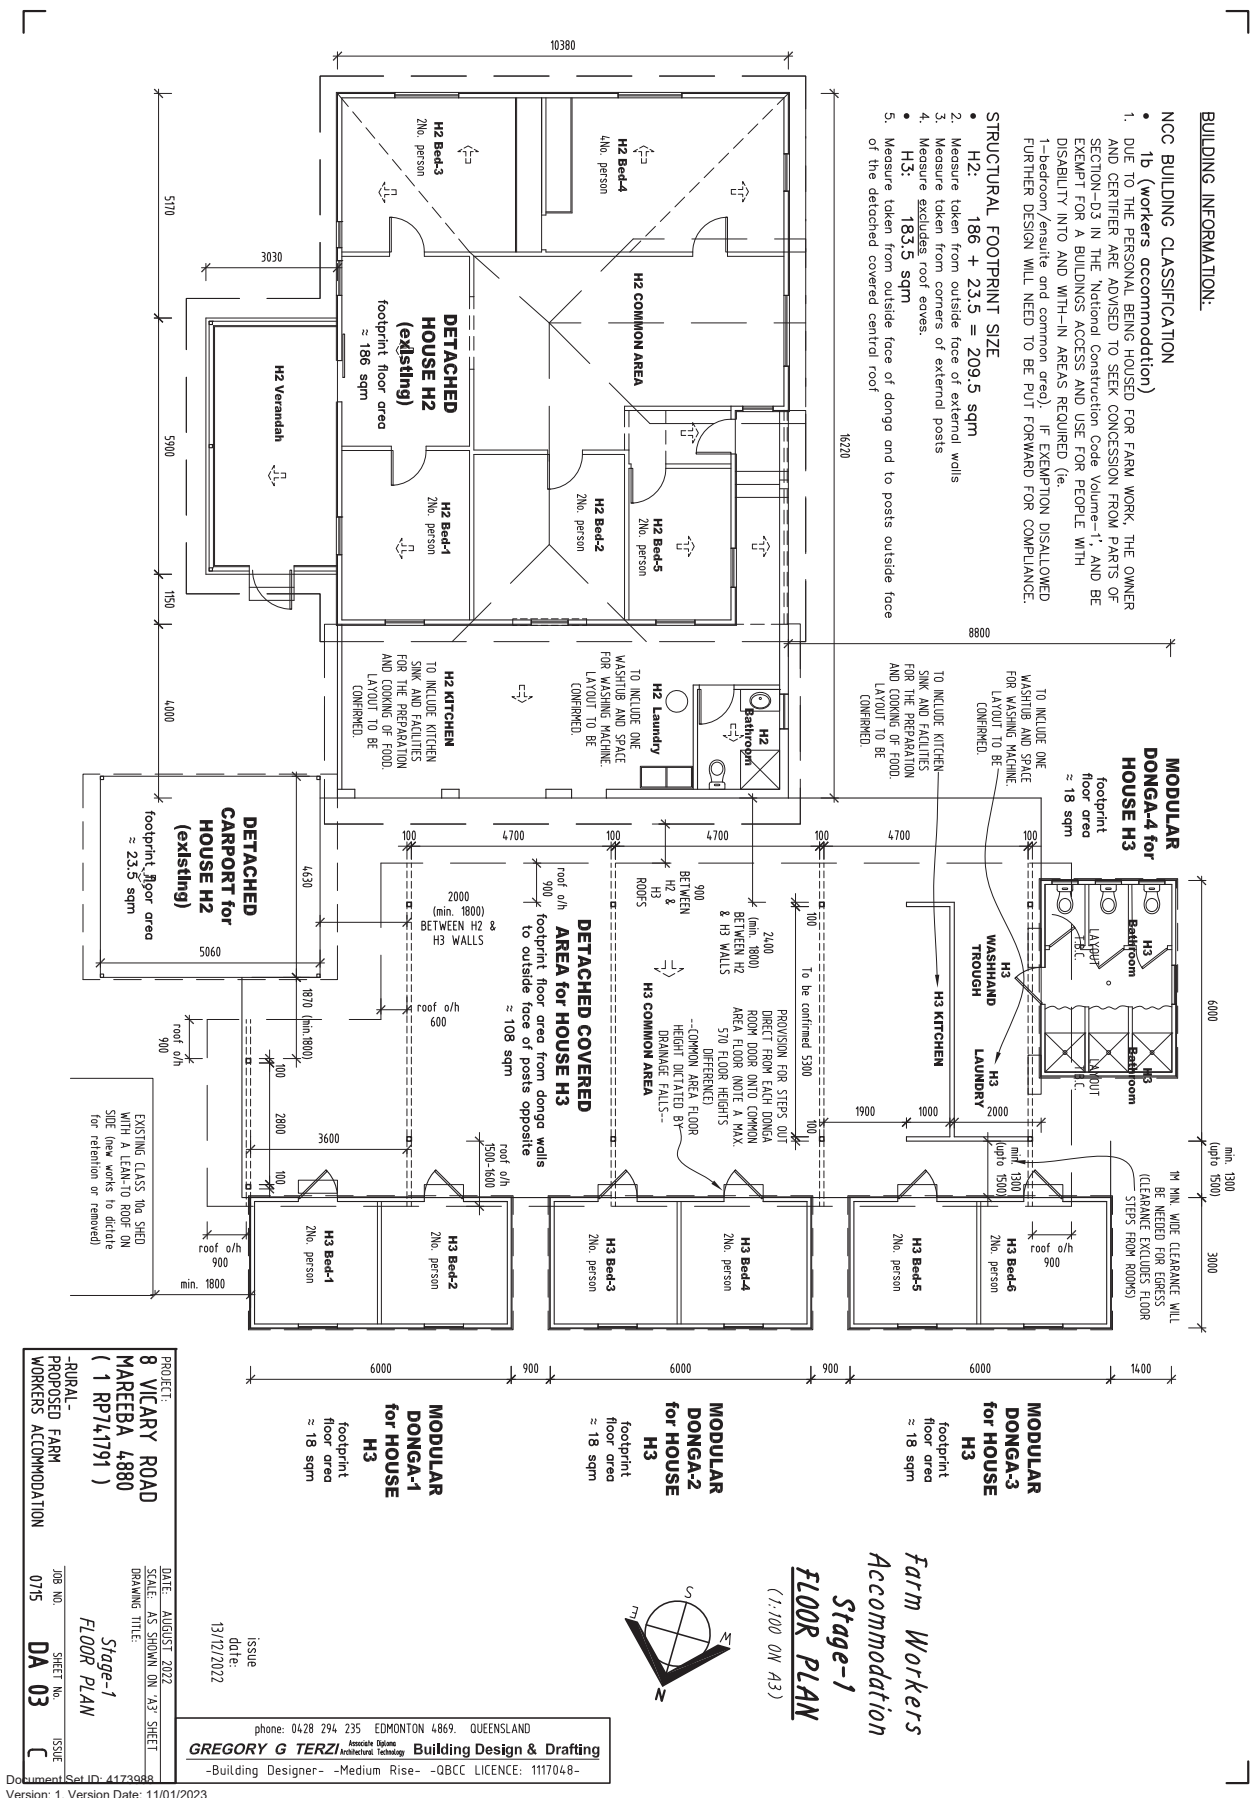 BUILDING INFORMATION:
NCC BUILDING CLASSIFICATION
• 1b (workers accommodation)
1. DUE TO THE PERSONAL BEING HOUSED FOR FARM WORK, THE OWNER
AND CERTIFIER ARE ADVISED TO SEEK CONCESSION FROM PARTS OF
SECTION-D3 IN THE 'National Construction Code Volume-1', AND BE
EXEMPT FOR A BUILDINGS ACCESS AND USE FOR PEOPLE WITH
DISABILITY INTO AND WITH-IN AREAS REQUIRED (ie.
1-bedroom/ensuite and common area). IF EXEMPTION DISALLOWED
FURTHER DESIGN WILL NEED TO BE PUT FORWARD FOR COMPLIANCE.
STRUCTURAL FOOTPRINT SIZE
• H2: 186 + 23.5 = 209.5 sqm
2. Measure taken from outside face of external walls
3. Measure taken from corners of external posts
4. Measure excludes roof eaves.
• H3: 183.5 sqm
5. Measure taken from outside face of donga and to posts outside face
of the detached covered central roof
10380
16220
8800
5170
5900
1150
4000
3030
H2 Bed-4
4No. person
H2 Bed-3
2No. person
H2 COMMON AREA
DETACHED
HOUSE H2
(existing)
footprint floor area
≈ 186 sqm
H2 Verandah
H2 Bed-5
2No. person
H2 Bed-2
2No. person
H2 Bed-1
2No. person
H2
Bathroom
H2 Laundry
TO INCLUDE ONE
WASHTUB AND SPACE
FOR WASHING MACHINE.
LAYOUT TO BE
CONFIRMED.
H2 KITCHEN
TO INCLUDE KITCHEN
SINK AND FACILITIES
FOR THE PREPARATION
AND COOKING OF FOOD.
LAYOUT TO BE
CONFIRMED.
TO INCLUDE ONE
WASHTUB AND SPACE
FOR WASHING MACHINE.
LAYOUT TO BE
CONFIRMED.
TO INCLUDE KITCHEN
SINK AND FACILITIES
FOR THE PREPARATION
AND COOKING OF FOOD.
LAYOUT TO BE
CONFIRMED.
MODULAR
DONGA-4 for
HOUSE H3
footprint
floor area
≈ 18 sqm
DETACHED
CARPORT for
HOUSE H2
(existing)
footprint floor area
≈ 23.5 sqm
4630
5060
1870 (min.1800)
100
4700
100
4700
100
4700
100
2000
(min. 1800)
BETWEEN H2 &
H3 WALLS
roof o/h
900
900
BETWEEN
H2 &
H3
ROOFS
2400
(min. 1800)
BETWEEN H2
& H3 WALLS
100
To be confirmed 5300
100
DETACHED COVERED
AREA for HOUSE H3
footprint floor area from donga walls
to outside face of posts opposite
≈ 108 sqm
H3 COMMON AREA
PROVISION FOR STEPS OUT
DIRECT FROM EACH DONGA
ROOM DOOR ONTO COMMON
AREA FLOOR (NOTE A MAX.
570 FLOOR HEIGHTS
DIFFERENCE)
--COMMON AREA FLOOR
HEIGHT DICTATED BY
DRAINAGE FALLS--
H3 KITCHEN
H3
WASHHAND
TROUGH
H3
LAUNDRY
H3
Bathroom
LAYOUT
T.B.C.
H3
Bathroom
LAYOUT
T.B.C.
6000
min. 1300
(upto 1500)
3000
1900
1000
2000
min. 1300
(upto 1500)
1M MIN. WIDE CLEARANCE WILL
BE NEEDED FOR EGRESS
(CLEARANCE EXCLUDES FLOOR
STEPS FROM ROOMS)
roof o/h
600
roof o/h
900
100
2800
100
3600
roof o/h
1500-1600
roof o/h
900
roof o/h
900
min. 1800
EXISTING CLASS 10a SHED
WITH A LEAN-TO ROOF ON
SIDE (new works to dictate
for retention or removed)
H3 Bed-1
2No. person
H3 Bed-2
2No. person
H3 Bed-3
2No. person
H3 Bed-4
2No. person
H3 Bed-5
2No. person
H3 Bed-6
2No. person
6000
900
6000
900
6000
1400
MODULAR
DONGA-1
for HOUSE
H3
footprint
floor area
≈ 18 sqm
MODULAR
DONGA-2
for HOUSE
H3
footprint
floor area
≈ 18 sqm
MODULAR
DONGA-3
for HOUSE
H3
footprint
floor area
≈ 18 sqm
Farm Workers
Accommodation
Stage-1
FLOOR PLAN
(1:100 ON A3)
S
W
E
N
issue
date:
13/12/2022
PROJECT:
8 VICARY ROAD
MAREEBA 4880
( 1 RP741791 )
-RURAL-
PROPOSED FARM
WORKERS ACCOMMODATION
DATE: AUGUST 2022
SCALE: AS SHOWN ON 'A3' SHEET
DRAWING TITLE:
Stage-1
FLOOR PLAN
JOB NO.
0715
SHEET No.
DA 03
ISSUE
C
phone: 0428 294 235 EDMONTON 4869. QUEENSLAND
GREGORY G TERZI Associate Diploma Architectural Technology Building Design & Drafting
-Building Designer- -Medium Rise- -QBCC LICENCE: 1117048-
Document Set ID: 4173988
Version: 1, Version Date: 11/01/2023